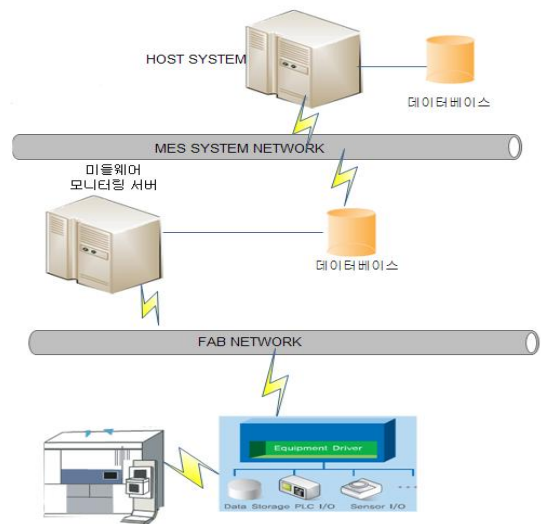 HOST SYSTEM
데이터베이스
MES SYSTEM NETWORK
미들웨어
모니터링 서버
데이터베이스
FAB NETWORK
Equipment Driver
Data Storage PLC I/O Sensor I/O